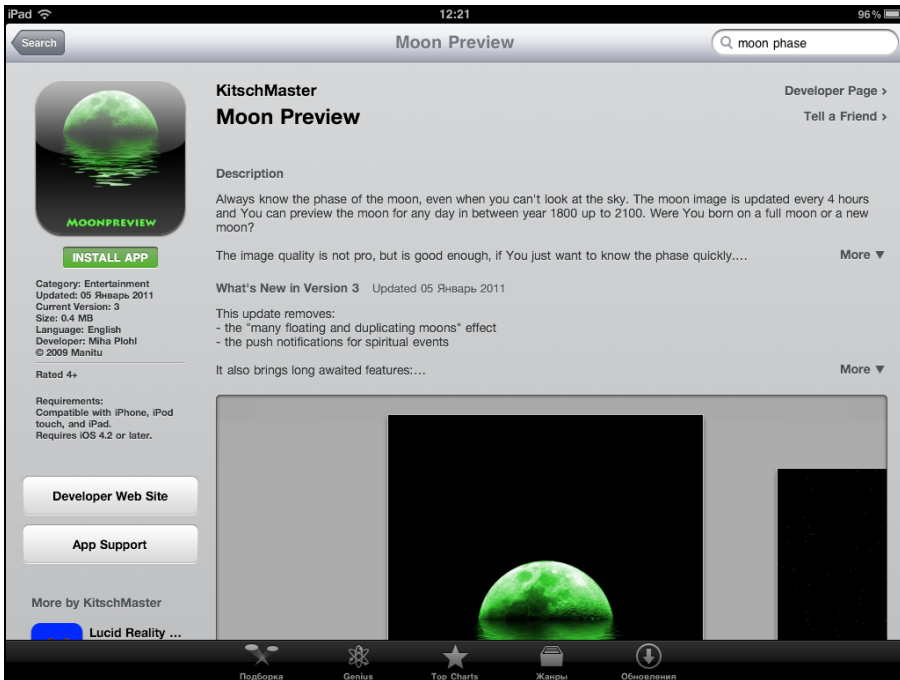 iPad 12:21 96%
Search Moon Preview moon phase
KitschMaster
Moon Preview
Developer Page ›
Tell a Friend ›
MOONPREVIEW
INSTALL APP
Category: Entertainment
Updated: 05 Январь 2011
Current Version: 3
Size: 0.4 MB
Language: English
Developer: Miha Plohl
© 2009 Manitu
Rated 4+
Requirements:
Compatible with iPhone, iPod
touch, and iPad.
Requires iOS 4.2 or later.
Developer Web Site
App Support
More by KitschMaster
Lucid Reality ...
Description
Always know the phase of the moon, even when you can't look at the sky. The moon image is updated every 4 hours
and You can preview the moon for any day in between year 1800 up to 2100. Were You born on a full moon or a new
moon?
The image quality is not pro, but is good enough, if You just want to know the phase quickly.... More ▼
What's New in Version 3 Updated 05 Январь 2011
This update removes:
- the "many floating and duplicating moons" effect
- the push notifications for spiritual events
It also brings long awaited features:... More ▼
Подборка Genius Top Charts Жанры Обновления